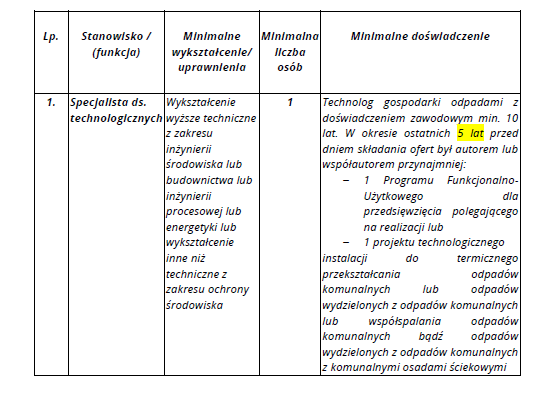 Lp.
Stanowisko /
(funkcja)
Minimalne
wykształcenie/
uprawnienia
Minimalna
liczba
osób
Minimalne doświadczenie
1.
Specjalista ds.
technologicznych
Wykształcenie
wyższe techniczne
z zakresu
inżynierii
środowiska lub
budownictwa lub
inżynierii
procesowej lub
energetyki lub
wykształcenie
inne niż
techniczne z
zakresu ochrony
środowiska
1
Technolog gospodarki odpadami z
doświadczeniem zawodowym min. 10
lat. W okresie ostatnich 5 lat przed
dniem składania ofert był autorem lub
współautorem przynajmniej:
– 1 Programu Funkcjonalno-
Użytkowego dla
przedsięwzięcia polegającego
na realizacji lub
– 1 projektu technologicznego
instalacji do termicznego
przekształcania odpadów
komunalnych lub odpadów
wydzielonych z odpadów komunalnych
lub współspalania odpadów
komunalnych bądź odpadów
wydzielonych z odpadów komunalnych
z komunalnymi osadami ściekowymi